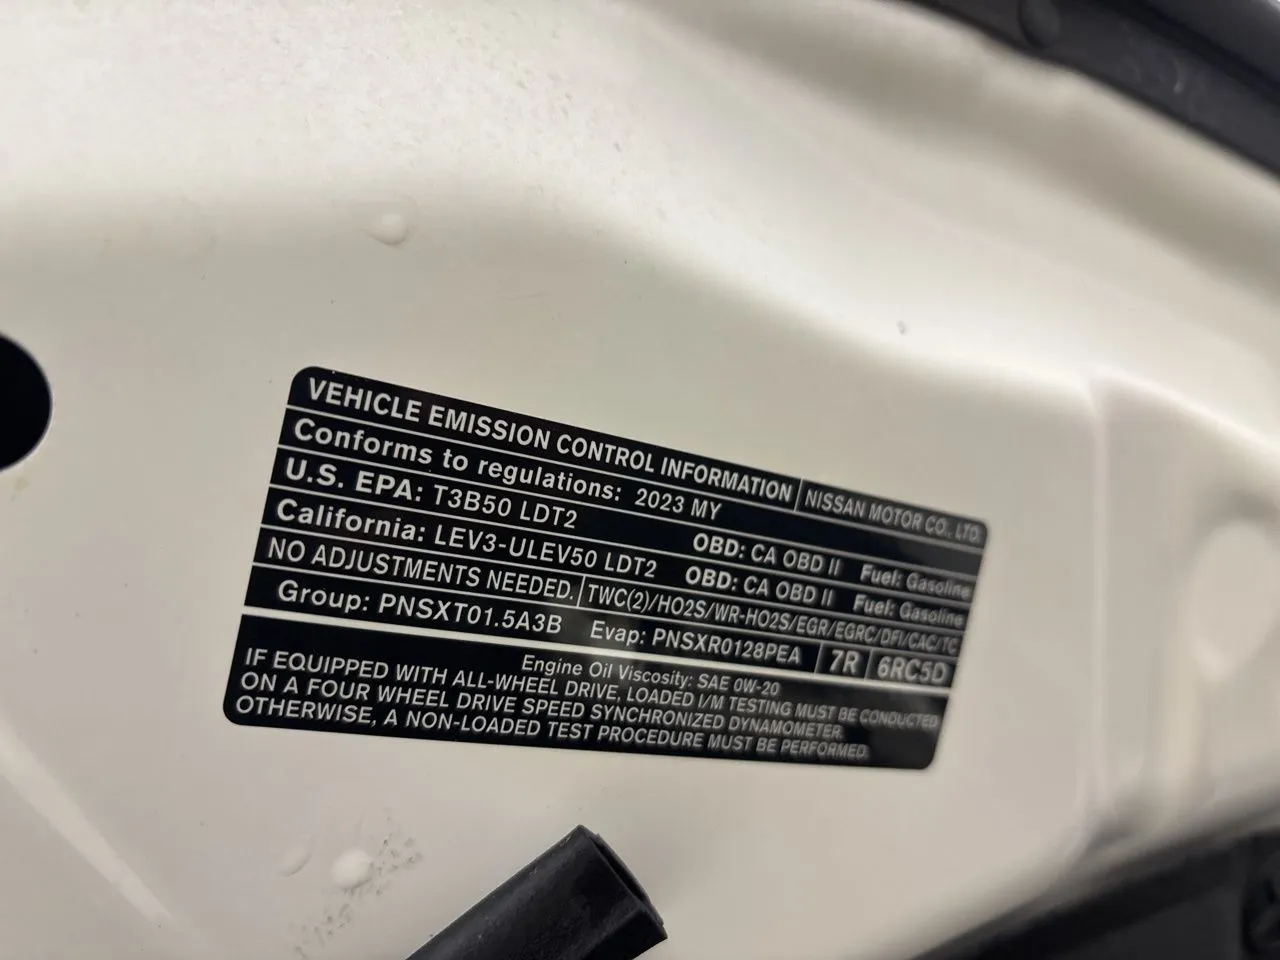 VEHICLE EMISSION CONTROL INFORMATION NISSAN MOTOR CO., LTD.
Conforms to regulations: 2023 MY
U.S. EPA: T3B50 LDT2 OBD: CA OBD II Fuel: Gasoline
California: LEV3-ULEV50 LDT2 OBD: CA OBD II Fuel: Gasoline
NO ADJUSTMENTS NEEDED. TWC(2)/HO2S/WR-HO2S/EGR/EGRC/DFI/CAC/TC
Group: PNSXT01.5A3B Evap: PNSXR0128PEA 7R 6RC5D
Engine Oil Viscosity: SAE 0W-20
IF EQUIPPED WITH ALL-WHEEL DRIVE, LOADED I/M TESTING MUST BE CONDUCTED
ON A FOUR WHEEL DRIVE SPEED SYNCHRONIZED DYNAMOMETER.
OTHERWISE, A NON-LOADED TEST PROCEDURE MUST BE PERFORMED.